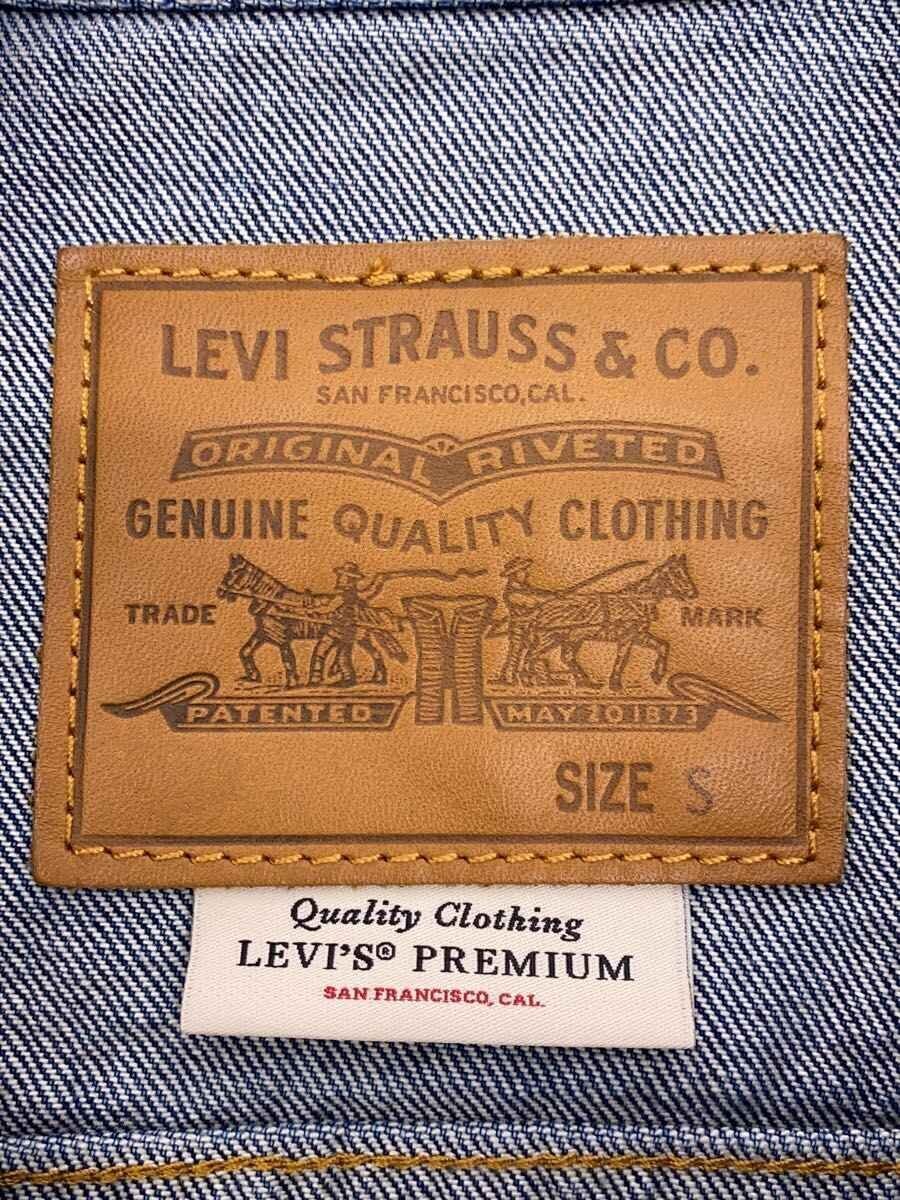 LEVI STRAUSS & CO.
SAN FRANCISCO, CAL.
ORIGINAL RIVETED
GENUINE QUALITY CLOTHING
TRADE MARK
PATENTED MAY 20 1873
SIZE S
Quality Clothing
LEVI'S® PREMIUM
SAN FRANCISCO, CAL.